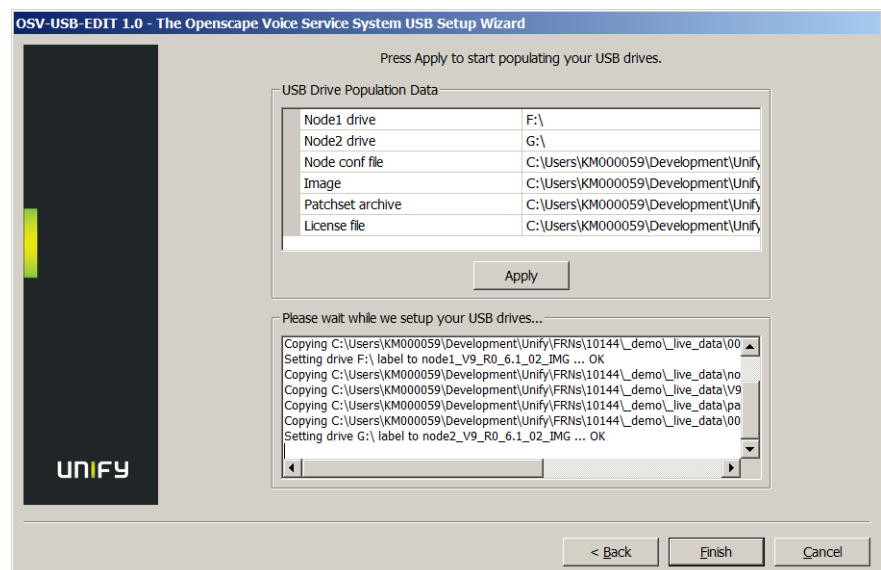 OSV-USB-EDIT 1.0 - The Openscape Voice Service System USB Setup Wizard
Press Apply to start populating your USB drives.
USB Drive Population Data
Node1 drive F:\
Node2 drive G:\
Node conf file C:\Users\KM000059\Development\Unify
Image C:\Users\KM000059\Development\Unify
Patchset archive C:\Users\KM000059\Development\Unify
License file C:\Users\KM000059\Development\Unify
Apply
Please wait while we setup your USB drives...
Copying C:\Users\KM000059\Development\Unify\FRNs\10144\_demo\_live_data\00
Setting drive F:\ label to node1_V9_R0_6.1_02_IMG ... OK
Copying C:\Users\KM000059\Development\Unify\FRNs\10144\_demo\_live_data\no
Copying C:\Users\KM000059\Development\Unify\FRNs\10144\_demo\_live_data\V9
Copying C:\Users\KM000059\Development\Unify\FRNs\10144\_demo\_live_data\pa
Copying C:\Users\KM000059\Development\Unify\FRNs\10144\_demo\_live_data\00
Setting drive G:\ label to node2_V9_R0_6.1_02_IMG ... OK
UNIFY
< Back Finish Cancel